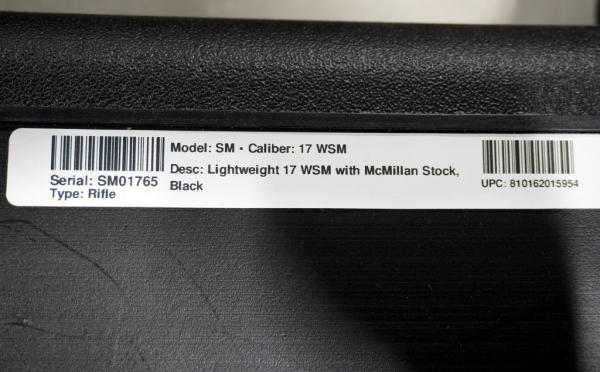 Model: SM • Caliber: 17 WSM
Desc: Lightweight 17 WSM with McMillan Stock,
Black
Serial: SM01765
Type: Rifle
UPC: 810162015954